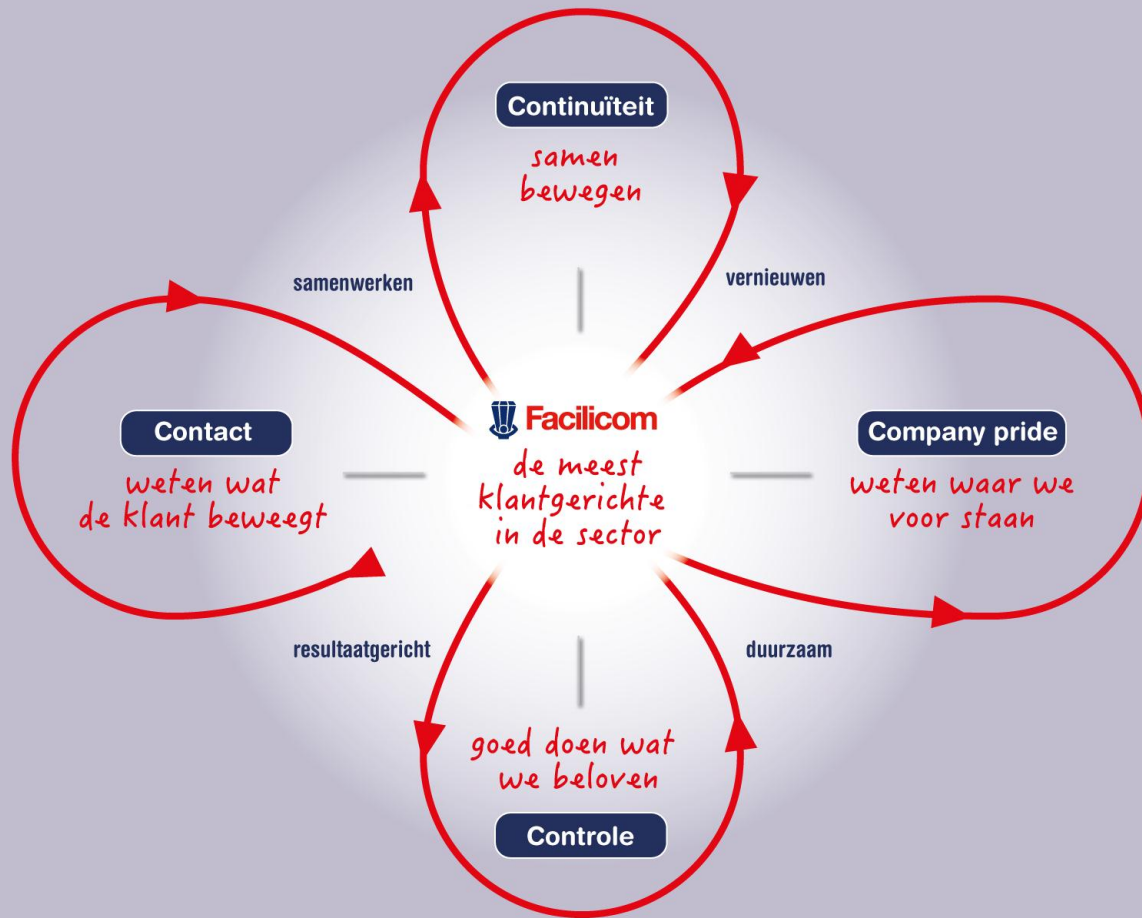 Continuïteit
samen
bewegen
samenwerken
vernieuwen
Contact
weten wat
de klant beweegt
Facilicom
de meest
klantgerichte
in de sector
Company pride
weten waar we
voor staan
resultaatgericht
duurzaam
goed doen wat
we beloven
Controle